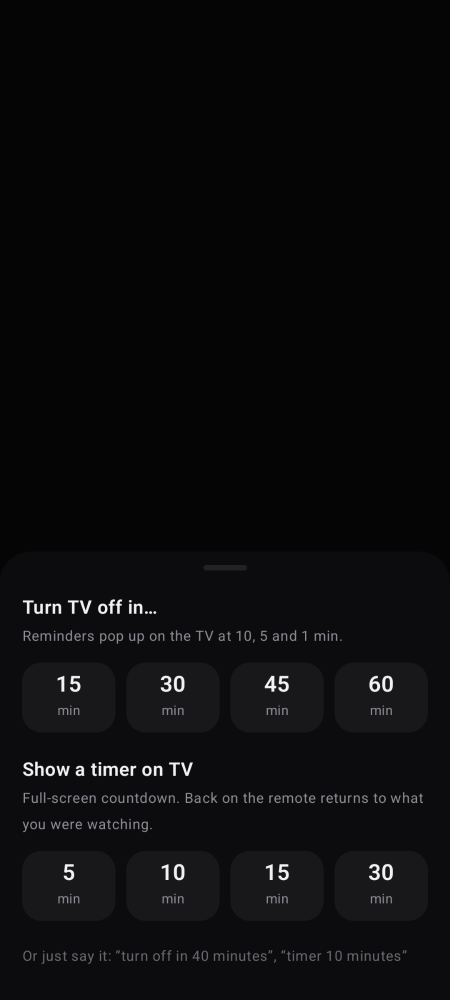 Turn TV off in…
Reminders pop up on the TV at 10, 5 and 1 min.
15 30 45 60
min min min min
Show a timer on TV
Full-screen countdown. Back on the remote returns to what
you were watching.
5 10 15 30
min min min min
Or just say it: “turn off in 40 minutes”, “timer 10 minutes”